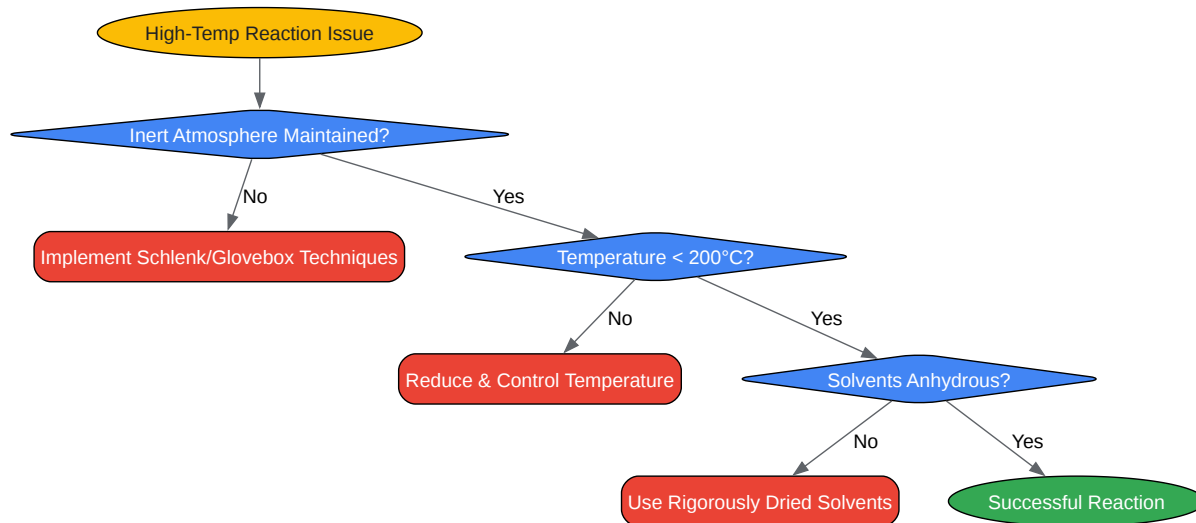 High-Temp Reaction Issue
Inert Atmosphere Maintained?
No
Yes
Implement Schlenk/Glovebox Techniques
Temperature < 200°C?
No
Yes
Reduce & Control Temperature
Solvents Anhydrous?
No
Yes
Use Rigorously Dried Solvents
Successful Reaction